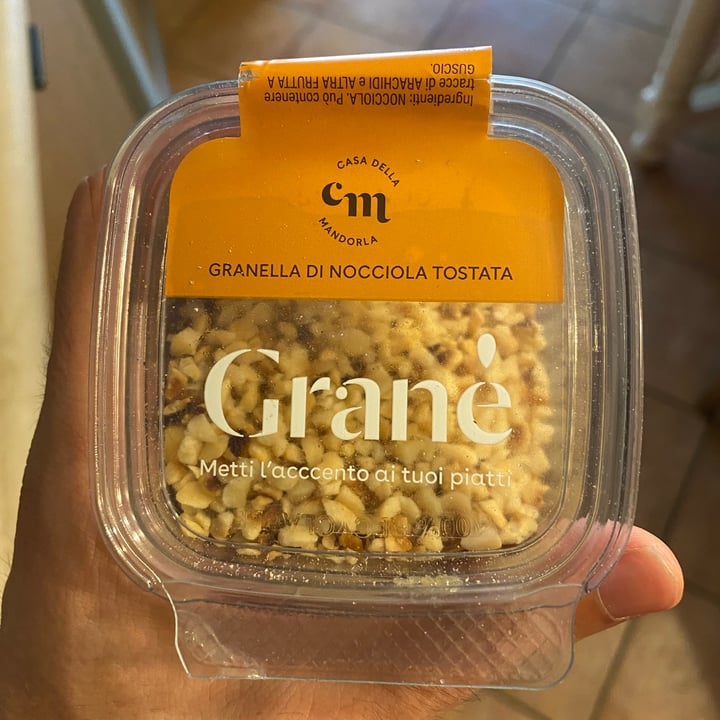 Ingredienti: NOCCIOLA. Può contenere
tracce di ARACHIDI e ALTRA FRUTTA A
GUSCIO.
CASA DELLA
cm
MANDORLA
GRANELLA DI NOCCIOLA TOSTATA
Granè
Metti l'acccento ai tuoi piatti